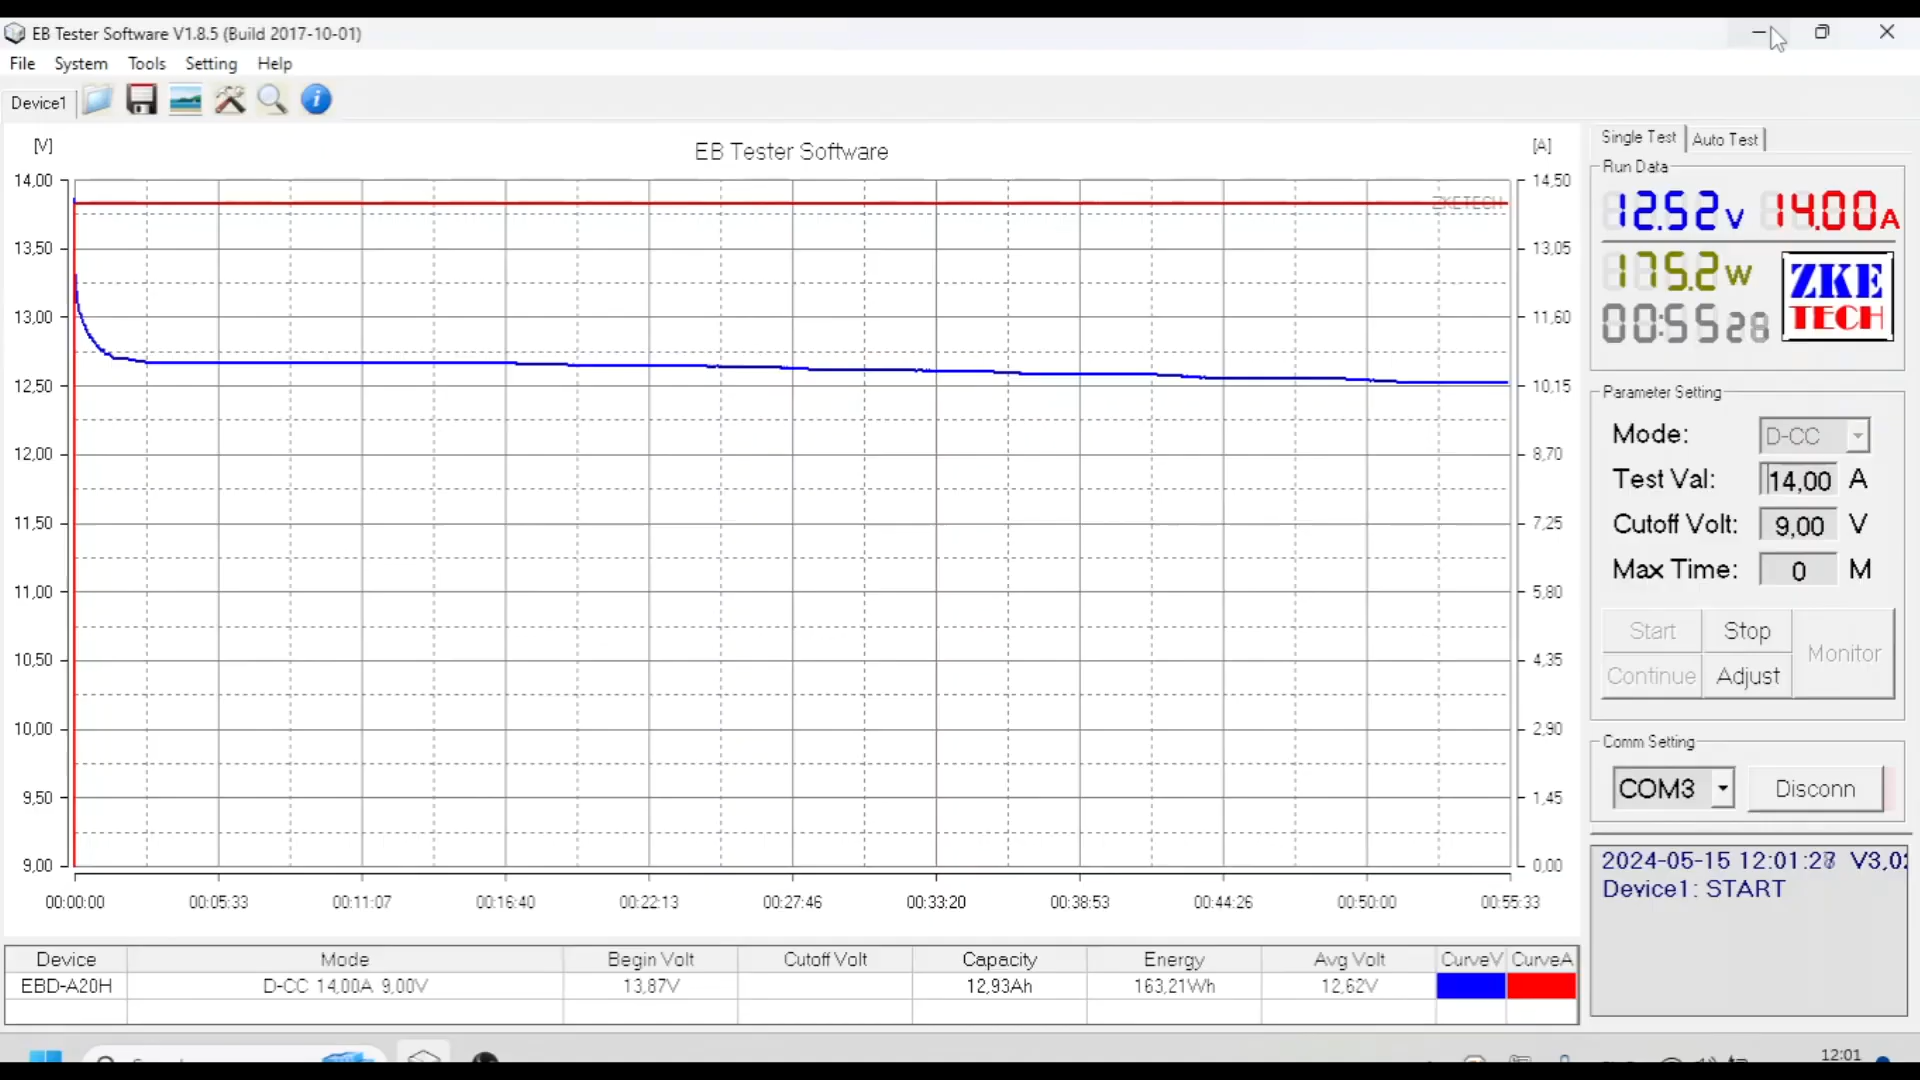 EB Tester Software V1.8.5 (Build 2017-10-01)
File System Tools Setting Help
Device1
[V] EB Tester Software [A]
ZKETECH
14,00
13,50
13,00
12,50
12,00
11,50
11,00
10,50
10,00
9,50
9,00
14,50
13,05
11,60
10,15
8,70
7,25
5,80
4,35
2,90
1,45
0,00
00:00:00 00:05:33 00:11:07 00:16:40 00:22:13 00:27:46 00:33:20 00:38:53 00:44:26 00:50:00 00:55:33
Device Mode Begin Volt Cutoff Volt Capacity Energy Avg Volt CurveV CurveA
EBD-A20H D-CC 14,00A 9,00V 13,87V 12,93Ah 163,21Wh 12,62V
Single Test Auto Test
Run Data
12.52V 14.00A
175.2W
00:55 28
ZKE
TECH
Parameter Setting
Mode: D-CC
Test Val: 14,00 A
Cutoff Volt: 9,00 V
Max Time: 0 M
Start Stop Monitor
Continue Adjust
Comm Setting
COM3 Disconn
2024-05-15 12:01:28 V3,02
Device1: START
12:01